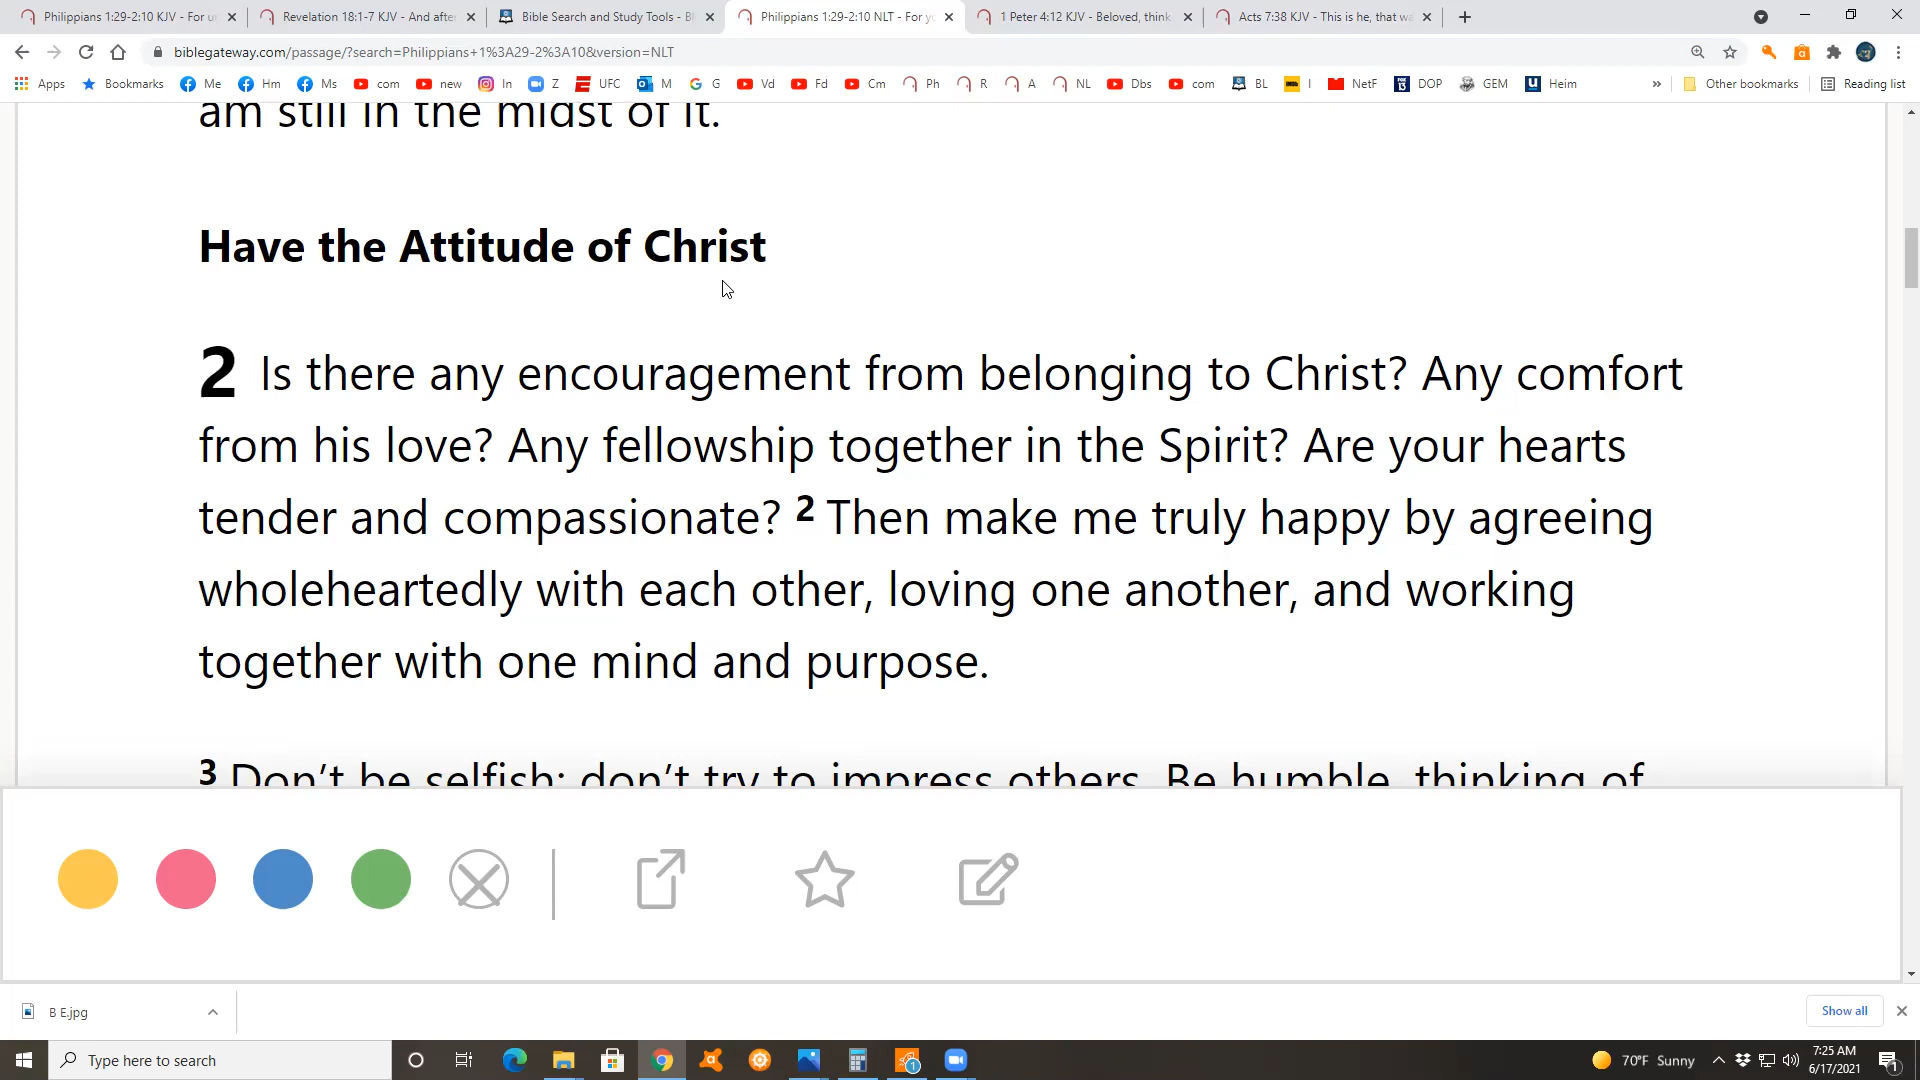 Philippians 1:29-2:10 KJV - For u
Revelation 18:1-7 KJV - And afte
Bible Search and Study Tools - Bl
Philippians 1:29-2:10 NLT - For yo
1 Peter 4:12 KJV - Beloved, think
Acts 7:38 KJV - This is he, that wa
biblegateway.com/passage/?search=Philippians+1%3A29-2%3A10&version=NLT
Apps Bookmarks Me Hm Ms com new In Z UFC M G Vd Fd Cm Ph R A NL Dbs com BL I NetF DOP GEM Heim » Other bookmarks Reading list
am still in the midst of it.
Have the Attitude of Christ
2 Is there any encouragement from belonging to Christ? Any comfort
from his love? Any fellowship together in the Spirit? Are your hearts
tender and compassionate? 2 Then make me truly happy by agreeing
wholeheartedly with each other, loving one another, and working
together with one mind and purpose.
3 Don’t be selfish; don’t try to impress others. Be humble, thinking of
B E.jpg
Show all
Type here to search
70°F Sunny
7:25 AM
6/17/2021